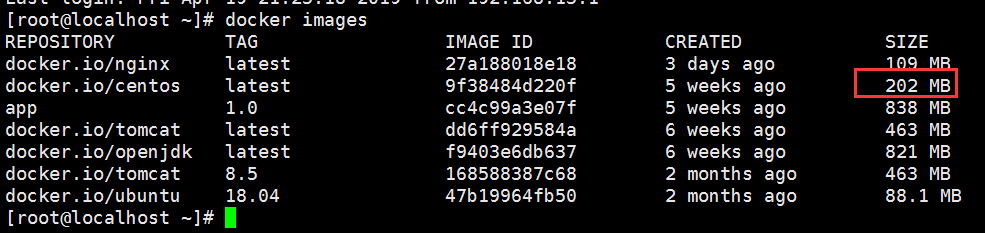 Last login: Fri Apr 19 21:23:18 2019 from 192.168.15.1
[root@localhost ~]# docker images
REPOSITORY TAG IMAGE ID CREATED SIZE
docker.io/nginx latest 27a188018e18 3 days ago 109 MB
docker.io/centos latest 9f38484d220f 5 weeks ago 202 MB
app 1.0 cc4c99a3e07f 5 weeks ago 838 MB
docker.io/tomcat latest dd6ff929584a 6 weeks ago 463 MB
docker.io/openjdk latest f9403e6db637 6 weeks ago 821 MB
docker.io/tomcat 8.5 168588387c68 2 months ago 463 MB
docker.io/ubuntu 18.04 47b19964fb50 2 months ago 88.1 MB
[root@localhost ~]#